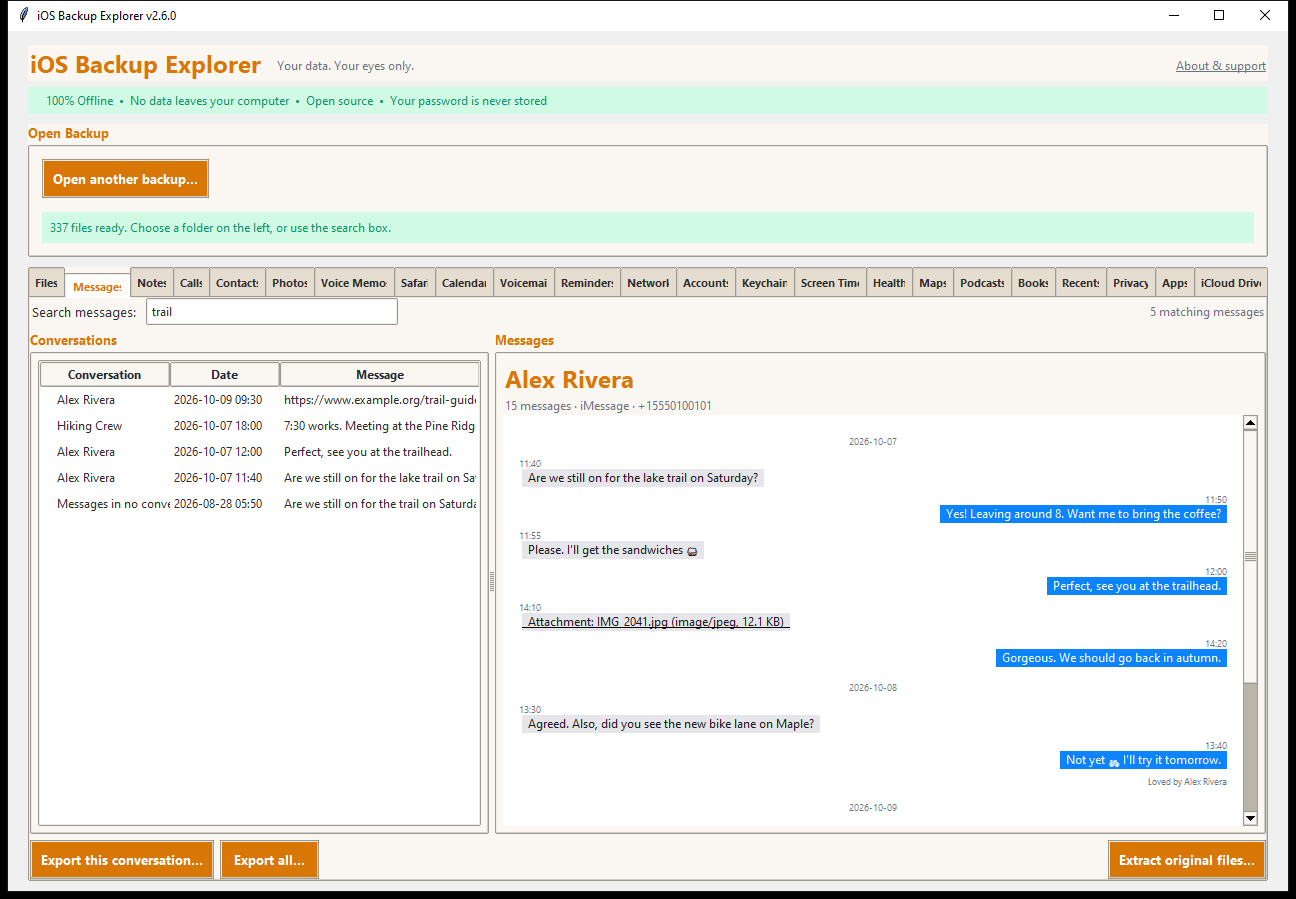 iOS Backup Explorer v2.6.0
iOS Backup Explorer Your data. Your eyes only. About & support
100% Offline • No data leaves your computer • Open source • Your password is never stored
Open Backup
Open another backup...
337 files ready. Choose a folder on the left, or use the search box.
Files Messages Notes Calls Contacts Photos Voice Memo Safari Calendar Voicemai Reminders Network Accounts Keychain Screen Time Health Maps Podcasts Books Recents Privacy Apps iCloud Drive
Search messages: trail 5 matching messages
Conversations
Conversation Date Message
Alex Rivera 2026-10-09 09:30 https://www.example.org/trail-guide
Hiking Crew 2026-10-07 18:00 7:30 works. Meeting at the Pine Ridg
Alex Rivera 2026-10-07 12:00 Perfect, see you at the trailhead.
Alex Rivera 2026-10-07 11:40 Are we still on for the lake trail on Sa
Messages in no conve 2026-08-28 05:50 Are we still on for the trail on Saturda
Messages
Alex Rivera
15 messages · iMessage · +15550100101
2026-10-07
11:40
Are we still on for the lake trail on Saturday?
11:50
Yes! Leaving around 8. Want me to bring the coffee?
11:55
Please. I'll get the sandwiches 🥪
12:00
Perfect, see you at the trailhead.
14:10
Attachment: IMG_2041.jpg (image/jpeg, 12.1 KB)
14:20
Gorgeous. We should go back in autumn.
2026-10-08
13:30
Agreed. Also, did you see the new bike lane on Maple?
13:40
Not yet 🚲 I'll try it tomorrow.
Loved by Alex Rivera
2026-10-09
Export this conversation... Export all... Extract original files...